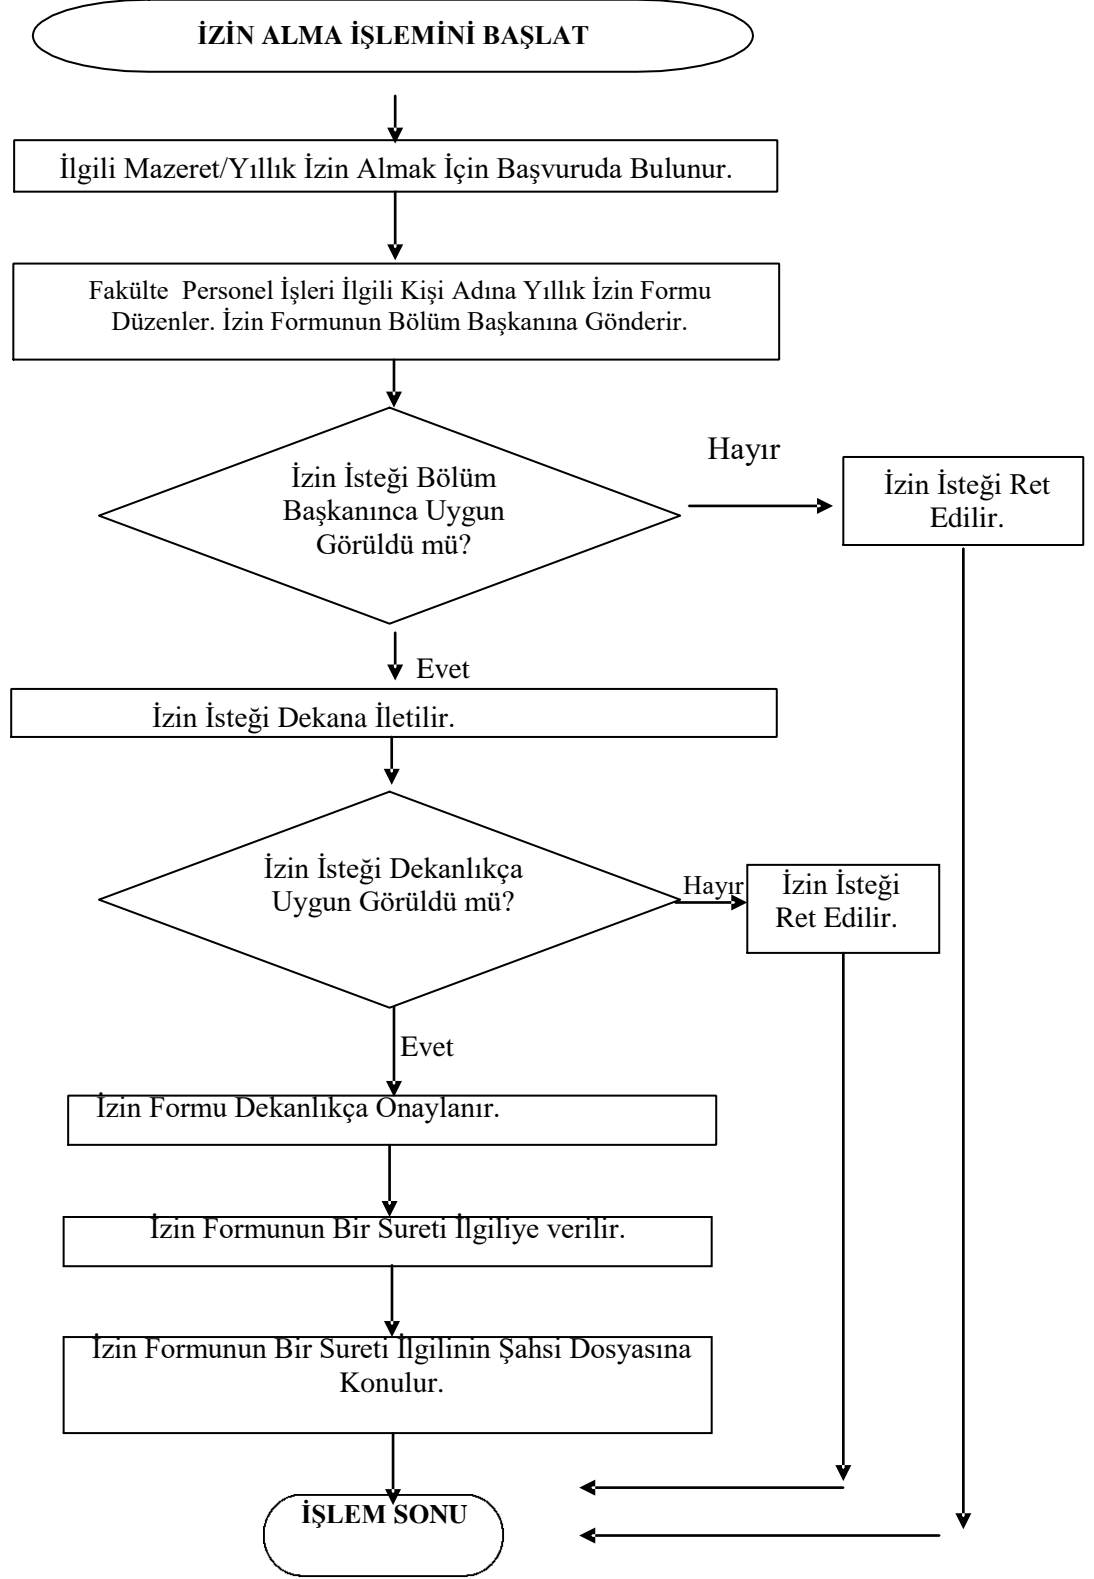 İZİN ALMA İŞLEMİNİ BAŞLAT
İlgili Mazeret/Yıllık İzin Almak İçin Başvuruda Bulunur.
Fakülte Personel İşleri İlgili Kişi Adına Yıllık İzin Formu
Düzenler. İzin Formunun Bölüm Başkanına Gönderir.
İzin İsteği Bölüm
Başkanınca Uygun
Görüldü mü?
Hayır
İzin İsteği Ret
Edilir.
Evet
İzin İsteği Dekana İletilir.
İzin İsteği Dekanlıkça
Uygun Görüldü mü?
Hayır
İzin İsteği
Ret Edilir.
Evet
İzin Formu Dekanlıkça Onaylanır.
İzin Formunun Bir Sureti İlgiliye verilir.
İzin Formunun Bir Sureti İlgilinin Şahsi Dosyasına
Konulur.
İŞLEM SONU